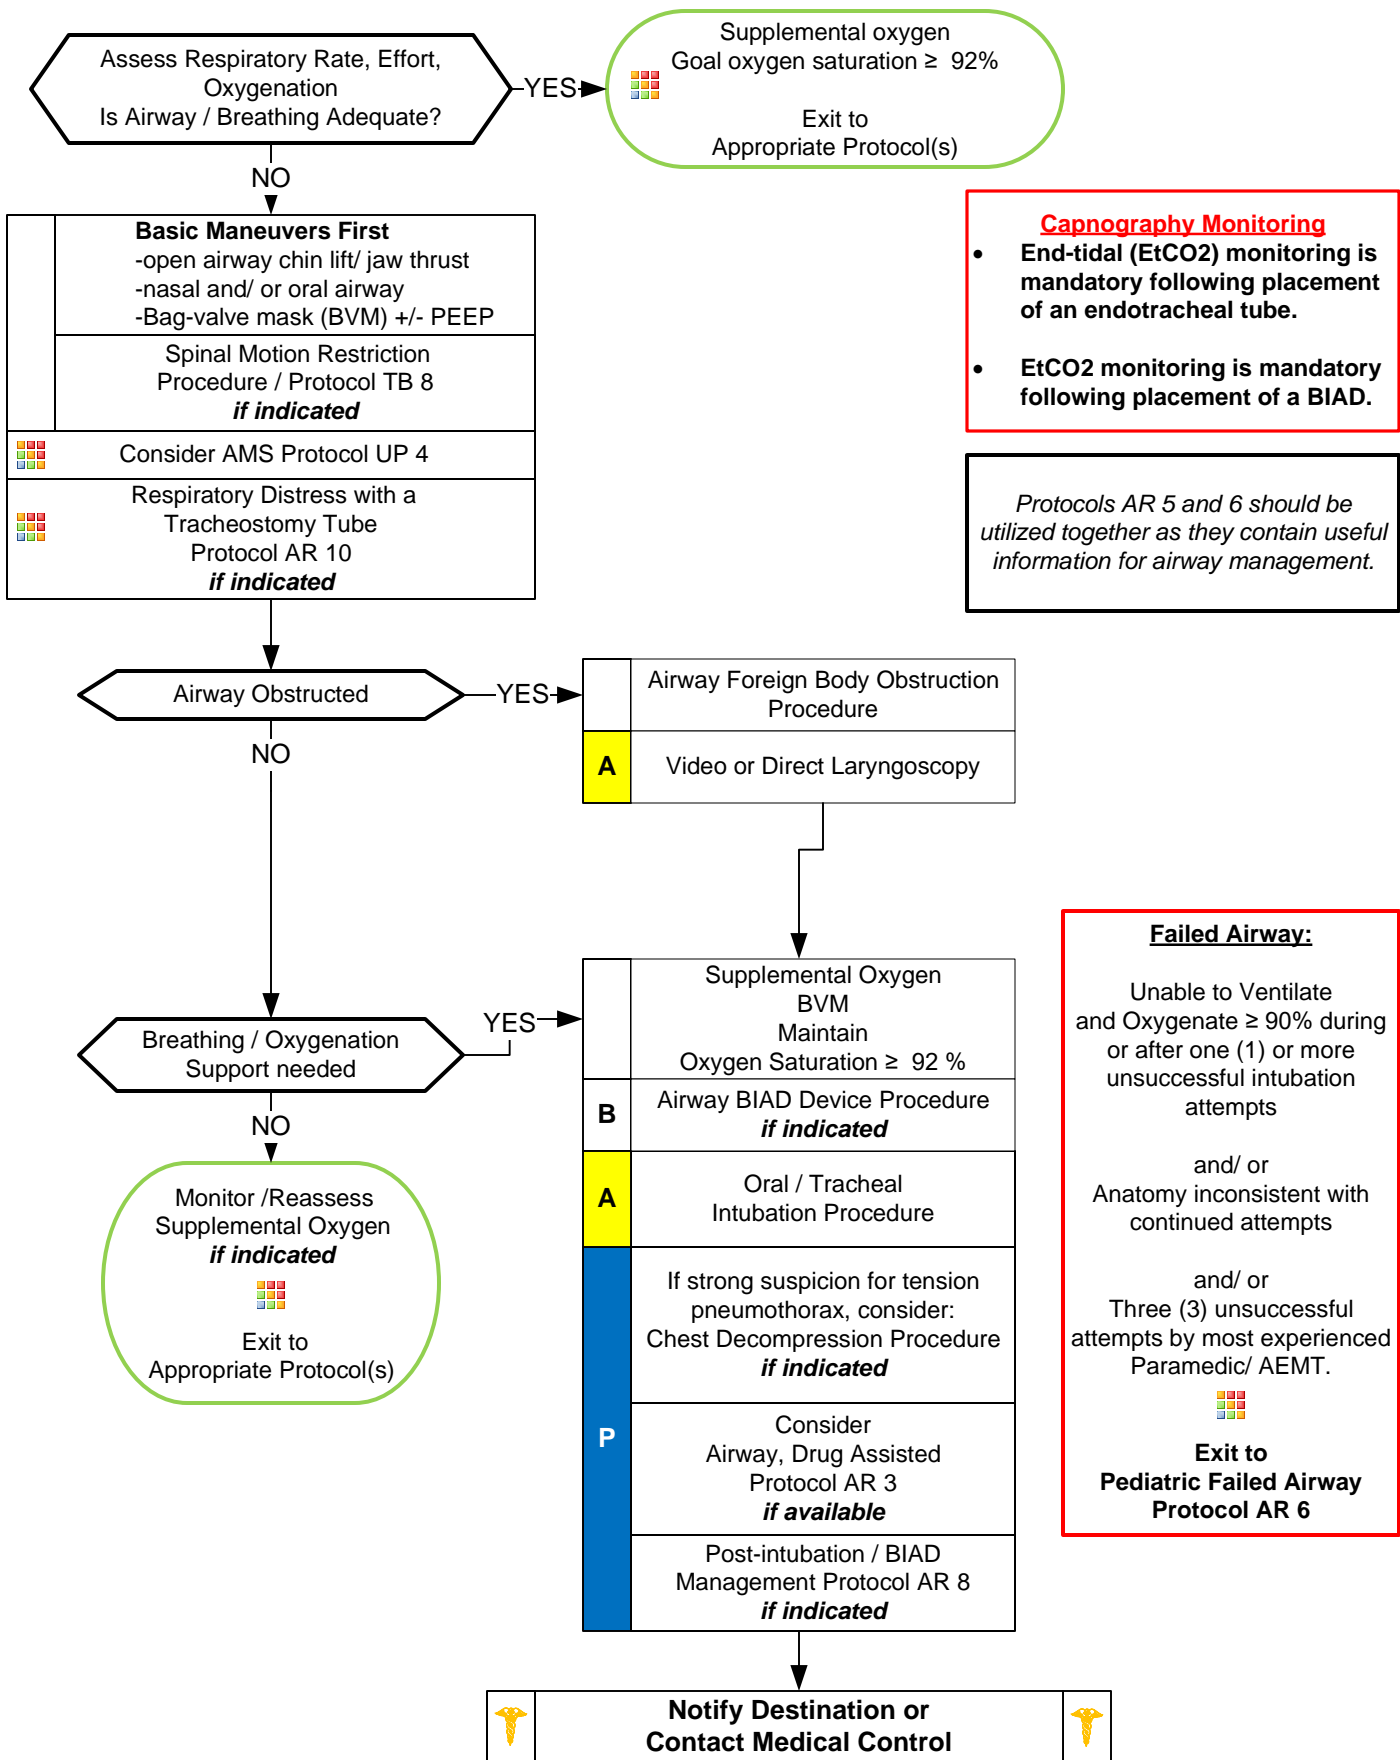 Assess Respiratory Rate, Effort,
Oxygenation
Is Airway / Breathing Adequate?
YES
Supplemental oxygen
Goal oxygen saturation ≥ 92%
Exit to
Appropriate Protocol(s)
NO
Basic Maneuvers First
-open airway chin lift/ jaw thrust
-nasal and/ or oral airway
-Bag-valve mask (BVM) +/- PEEP
Spinal Motion Restriction
Procedure / Protocol TB 8
if indicated
Consider AMS Protocol UP 4
Respiratory Distress with a
Tracheostomy Tube
Protocol AR 10
if indicated
Capnography Monitoring
• End-tidal (EtCO2) monitoring is
mandatory following placement
of an endotracheal tube.
• EtCO2 monitoring is mandatory
following placement of a BIAD.
Protocols AR 5 and 6 should be
utilized together as they contain useful
information for airway management.
Airway Obstructed
YES
Airway Foreign Body Obstruction
Procedure
A
Video or Direct Laryngoscopy
NO
Breathing / Oxygenation
Support needed
YES
Supplemental Oxygen
BVM
Maintain
Oxygen Saturation ≥ 92 %
B
Airway BIAD Device Procedure
if indicated
A
Oral / Tracheal
Intubation Procedure
P
If strong suspicion for tension
pneumothorax, consider:
Chest Decompression Procedure
if indicated
Consider
Airway, Drug Assisted
Protocol AR 3
if available
Post-intubation / BIAD
Management Protocol AR 8
if indicated
NO
Monitor /Reassess
Supplemental Oxygen
if indicated
Exit to
Appropriate Protocol(s)
Failed Airway:
Unable to Ventilate
and Oxygenate ≥ 90% during
or after one (1) or more
unsuccessful intubation
attempts
and/ or
Anatomy inconsistent with
continued attempts
and/ or
Three (3) unsuccessful
attempts by most experienced
Paramedic/ AEMT.
Exit to
Pediatric Failed Airway
Protocol AR 6
Notify Destination or
Contact Medical Control